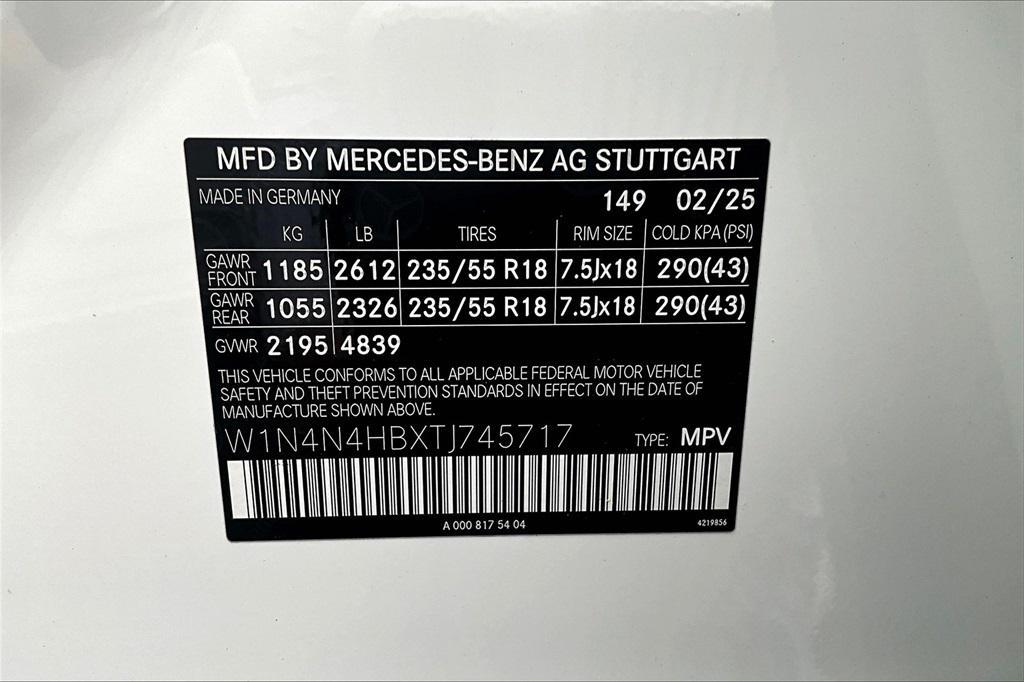 MFD BY MERCEDES-BENZ AG STUTTGART
MADE IN GERMANY 149 02/25
KG LB TIRES RIM SIZE COLD KPA (PSI)
GAWR FRONT 1185 2612 235/55 R18 7.5Jx18 290(43)
GAWR REAR 1055 2326 235/55 R18 7.5Jx18 290(43)
GVWR 2195 4839
THIS VEHICLE CONFORMS TO ALL APPLICABLE FEDERAL MOTOR VEHICLE
SAFETY AND THEFT PREVENTION STANDARDS IN EFFECT ON THE DATE OF
MANUFACTURE SHOWN ABOVE.
W1N4N4HBXTJ745717 TYPE: MPV
A 000 817 54 04 4219856